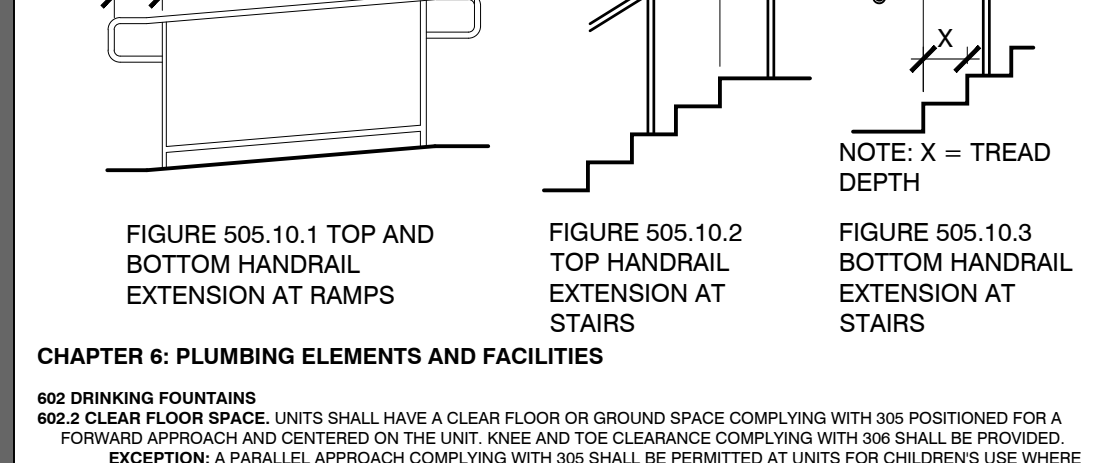 X
NOTE: X = TREAD
DEPTH
FIGURE 505.10.1 TOP AND
BOTTOM HANDRAIL
EXTENSION AT RAMPS
FIGURE 505.10.2
TOP HANDRAIL
EXTENSION AT
STAIRS
FIGURE 505.10.3
BOTTOM HANDRAIL
EXTENSION AT
STAIRS
CHAPTER 6: PLUMBING ELEMENTS AND FACILITIES
602 DRINKING FOUNTAINS
602.2 CLEAR FLOOR SPACE. UNITS SHALL HAVE A CLEAR FLOOR OR GROUND SPACE COMPLYING WITH 305 POSITIONED FOR A
FORWARD APPROACH AND CENTERED ON THE UNIT. KNEE AND TOE CLEARANCE COMPLYING WITH 306 SHALL BE PROVIDED.
EXCEPTION: A PARALLEL APPROACH COMPLYING WITH 305 SHALL BE PERMITTED AT UNITS FOR CHILDREN'S USE WHERE